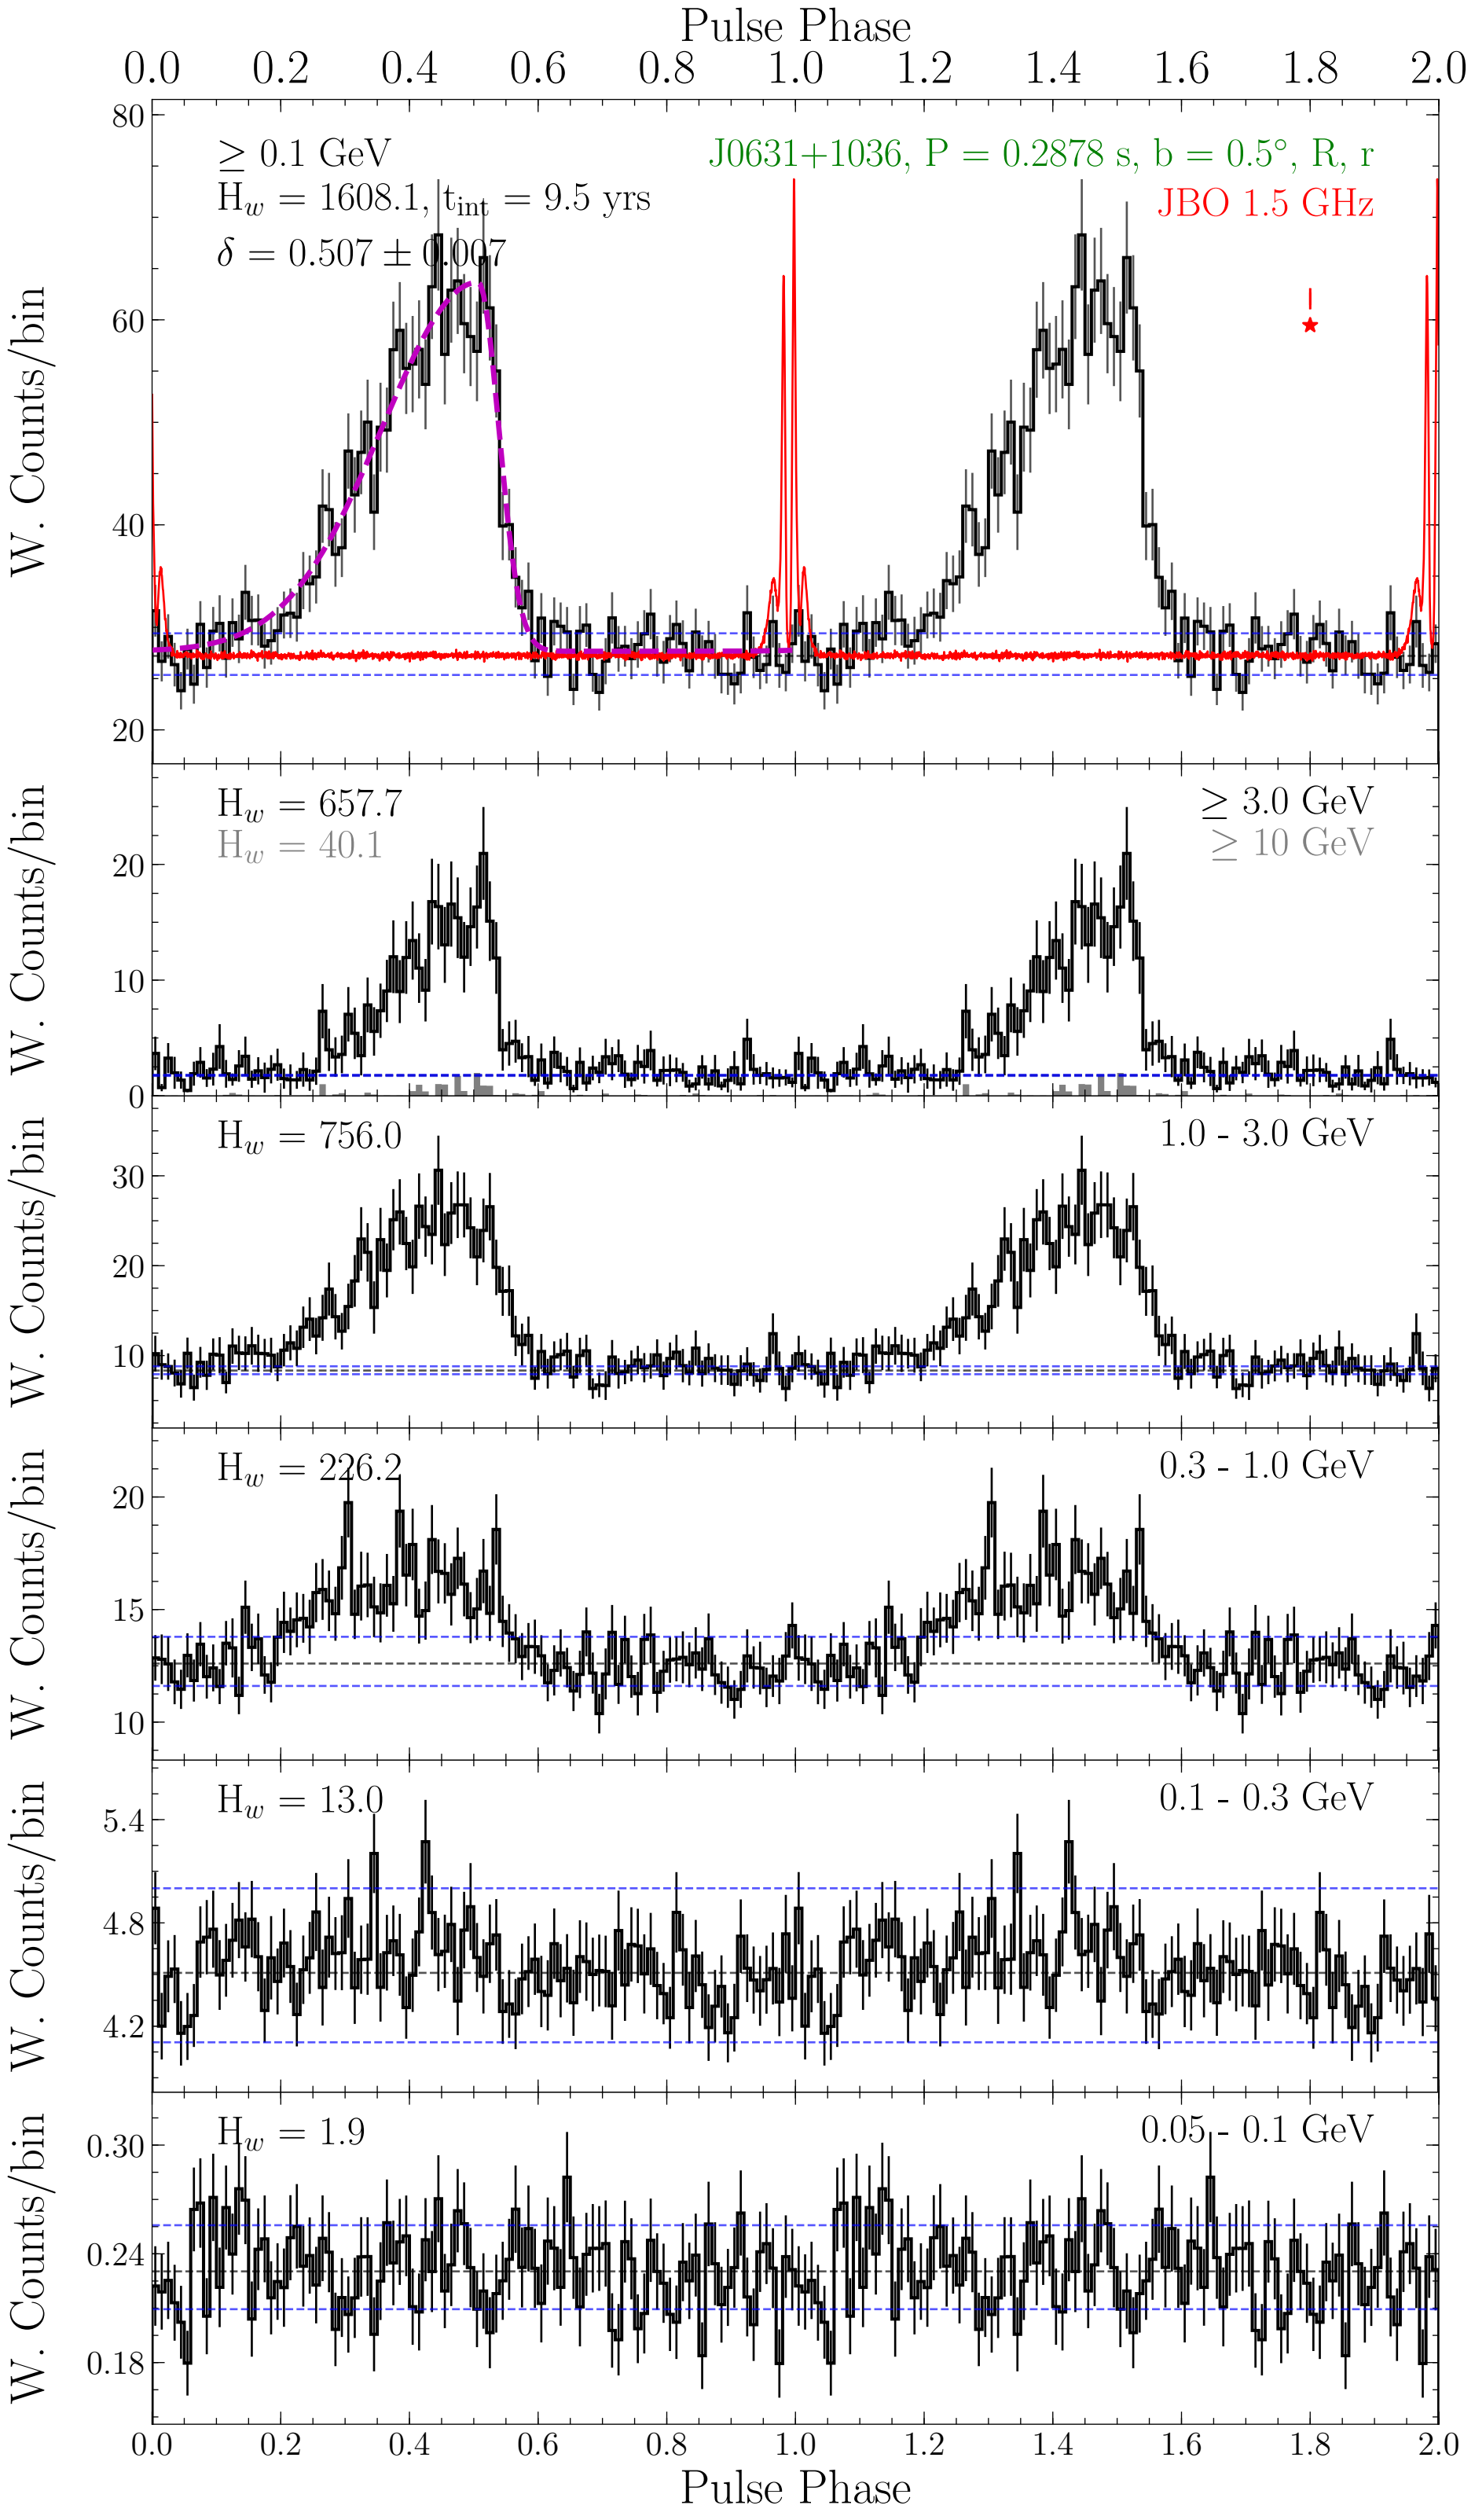 Pulse Phase
0.0 0.2 0.4 0.6 0.8 1.0 1.2 1.4 1.6 1.8 2.0
80
60
40
20
W. Counts/bin
≥ 0.1 GeV
H_w = 1608.1, t_int = 9.5 yrs
δ = 0.507 ± 0.007
J0631+1036, P = 0.2878 s, b = 0.5°, R, r
JBO 1.5 GHz
20
10
0
W. Counts/bin
H_w = 657.7
H_w = 40.1
≥ 3.0 GeV
≥ 10 GeV
30
20
10
W. Counts/bin
H_w = 756.0
1.0 - 3.0 GeV
20
15
10
W. Counts/bin
H_w = 226.2
0.3 - 1.0 GeV
5.4
4.8
4.2
W. Counts/bin
H_w = 13.0
0.1 - 0.3 GeV
0.30
0.24
0.18
W. Counts/bin
H_w = 1.9
0.05 - 0.1 GeV
0.0 0.2 0.4 0.6 0.8 1.0 1.2 1.4 1.6 1.8 2.0
Pulse Phase